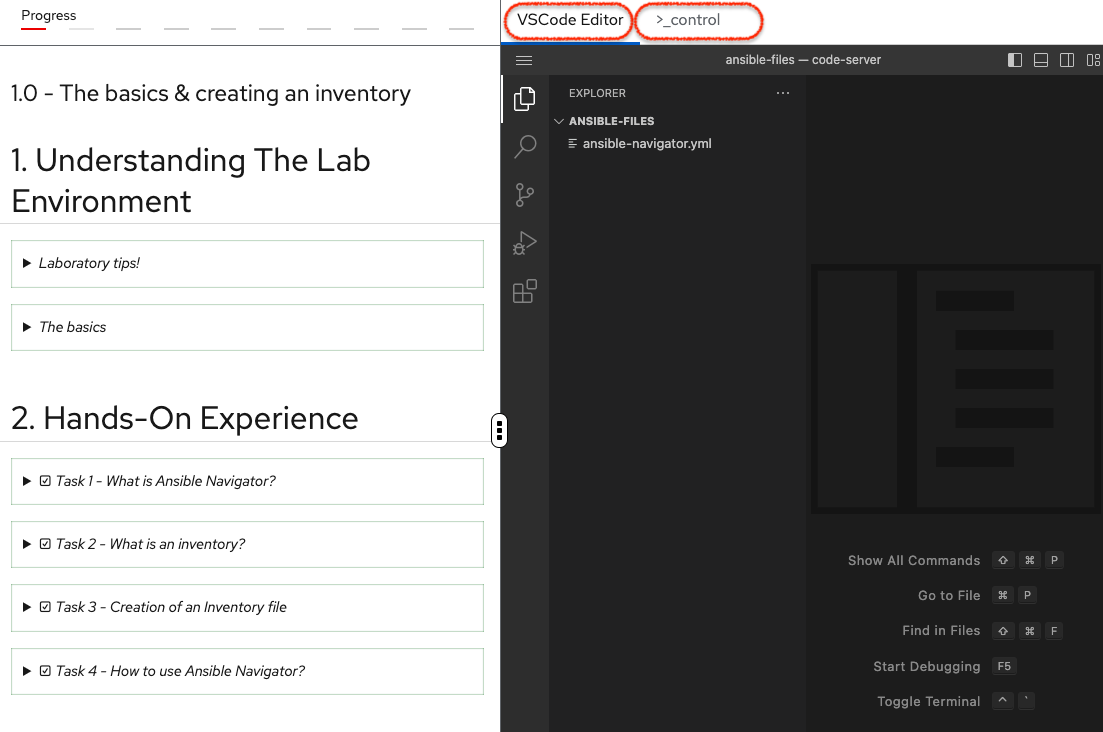 Progress
1.0 - The basics & creating an inventory
1. Understanding The Lab
Environment
Laboratory tips!
The basics
2. Hands-On Experience
Task 1 - What is Ansible Navigator?
Task 2 - What is an inventory?
Task 3 - Creation of an Inventory file
Task 4 - How to use Ansible Navigator?
VSCode Editor
>_control
ansible-files — code-server
EXPLORER
ANSIBLE-FILES
ansible-navigator.yml
Show All Commands ⇧ ⌘ P
Go to File ⌘ P
Find in Files ⇧ ⌘ F
Start Debugging F5
Toggle Terminal ^ `